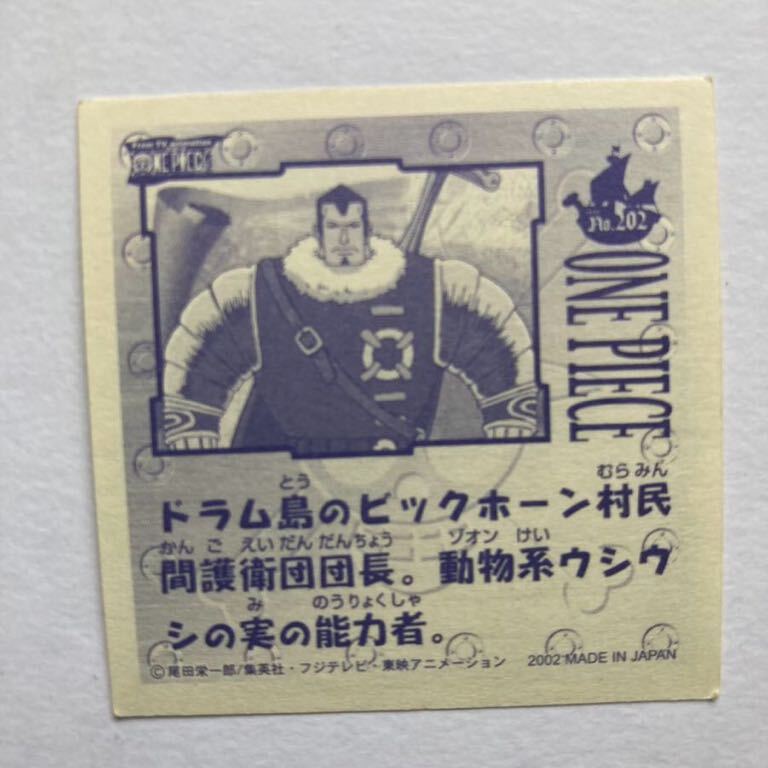 From TV animation
ONE PIECE
No.202
ONE PIECE
とう むら みん
ドラム島のビックホーン村民
かん ご えい だん だんちょう ゾオン けい
間護衛団団長。動物系ウシウ
み のうりょくしゃ
シの実の能力者。
©尾田栄一郎/集英社・フジテレビ・東映アニメーション 2002 MADE IN JAPAN